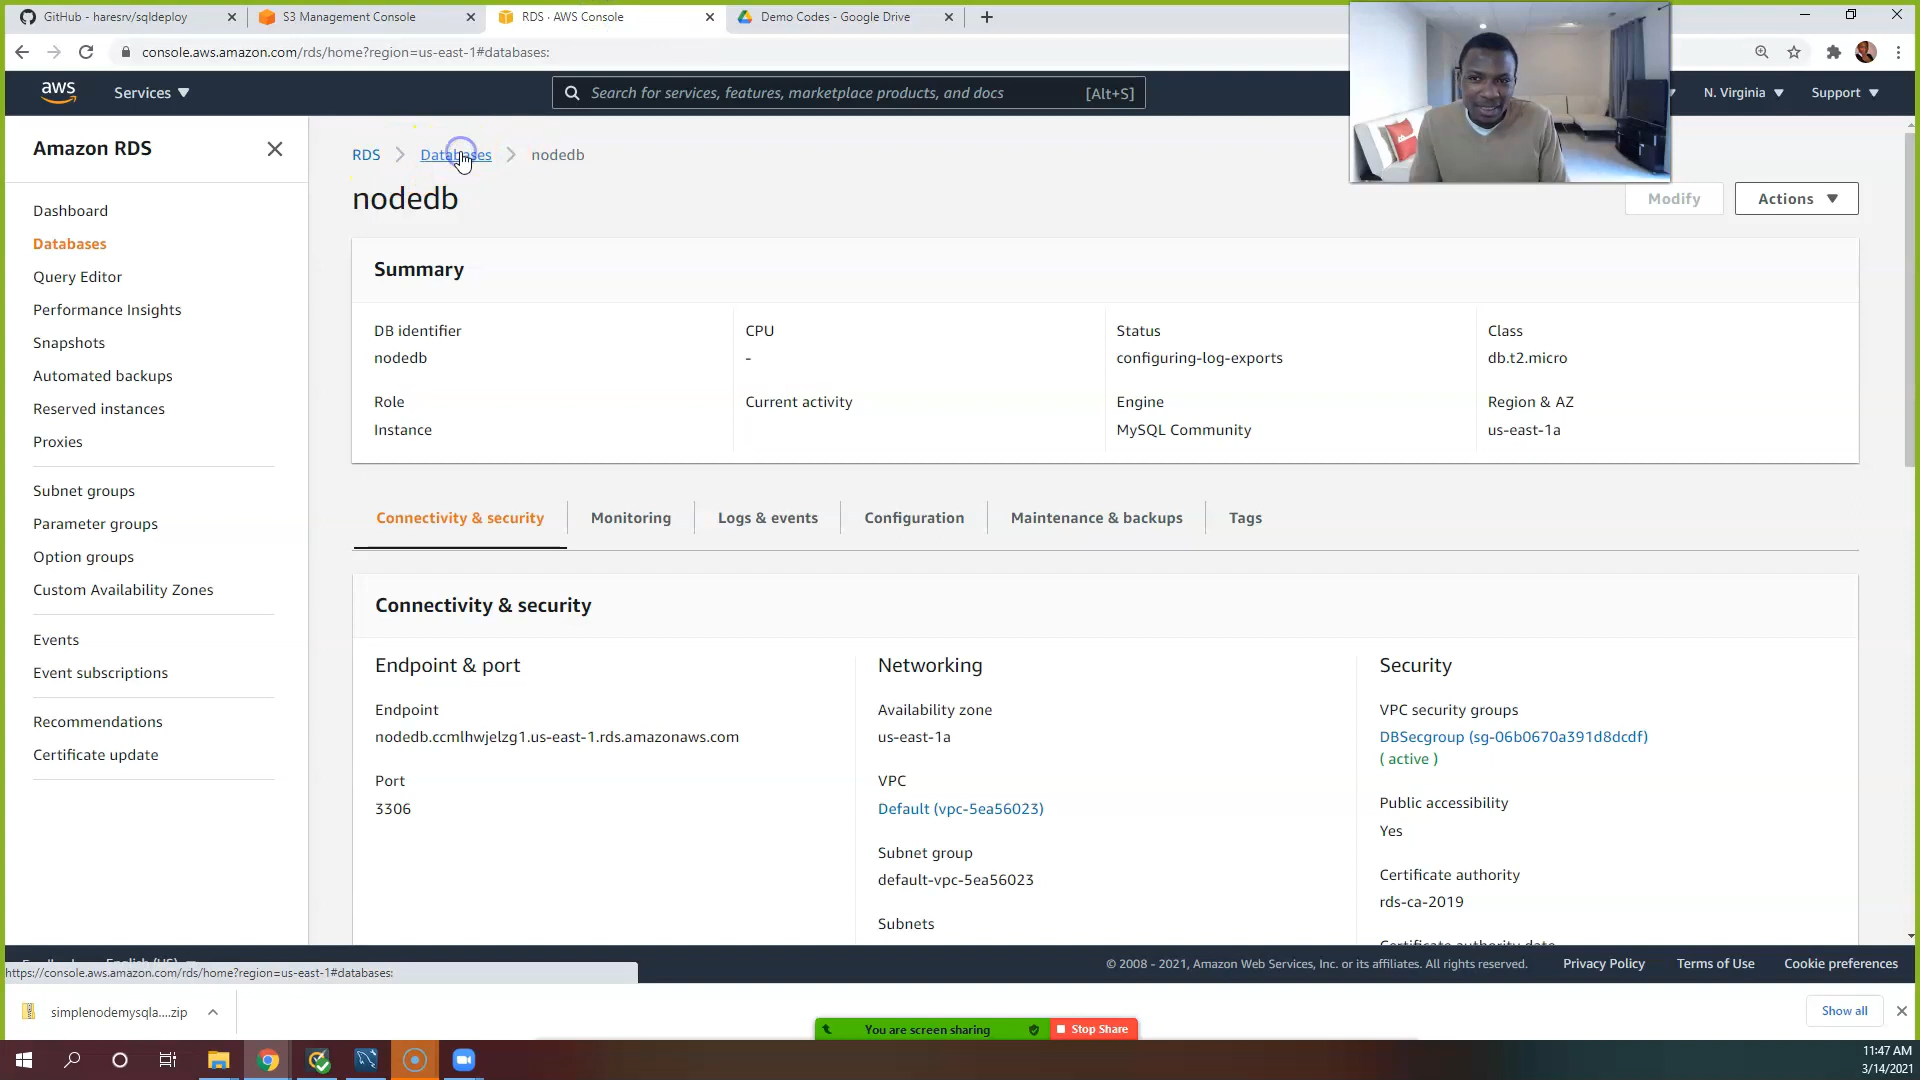 GitHub - haresrv/sqldeploy
S3 Management Console
RDS · AWS Console
Demo Codes - Google Drive
console.aws.amazon.com/rds/home?region=us-east-1#databases:
aws
Services
Search for services, features, marketplace products, and docs
[Alt+S]
N. Virginia
Support
Amazon RDS
Dashboard
Databases
Query Editor
Performance Insights
Snapshots
Automated backups
Reserved instances
Proxies
Subnet groups
Parameter groups
Option groups
Custom Availability Zones
Events
Event subscriptions
Recommendations
Certificate update
RDS
Databases
nodedb
nodedb
Modify
Actions
Summary
DB identifier
nodedb
CPU
-
Status
configuring-log-exports
Class
db.t2.micro
Role
Instance
Current activity
Engine
MySQL Community
Region & AZ
us-east-1a
Connectivity & security
Monitoring
Logs & events
Configuration
Maintenance & backups
Tags
Connectivity & security
Endpoint & port
Endpoint
nodedb.ccmlhwjelzg1.us-east-1.rds.amazonaws.com
Port
3306
Networking
Availability zone
us-east-1a
VPC
Default (vpc-5ea56023)
Subnet group
default-vpc-5ea56023
Subnets
Security
VPC security groups
DBSecgroup (sg-06b0670a391d8dcdf)
( active )
Public accessibility
Yes
Certificate authority
rds-ca-2019
Certificate authority date
English (US)
https://console.aws.amazon.com/rds/home?region=us-east-1#databases:
© 2008 - 2021, Amazon Web Services, Inc. or its affiliates. All rights reserved.
Privacy Policy
Terms of Use
Cookie preferences
simplenodemysqla....zip
Show all
You are screen sharing
Stop Share
11:47 AM
3/14/2021